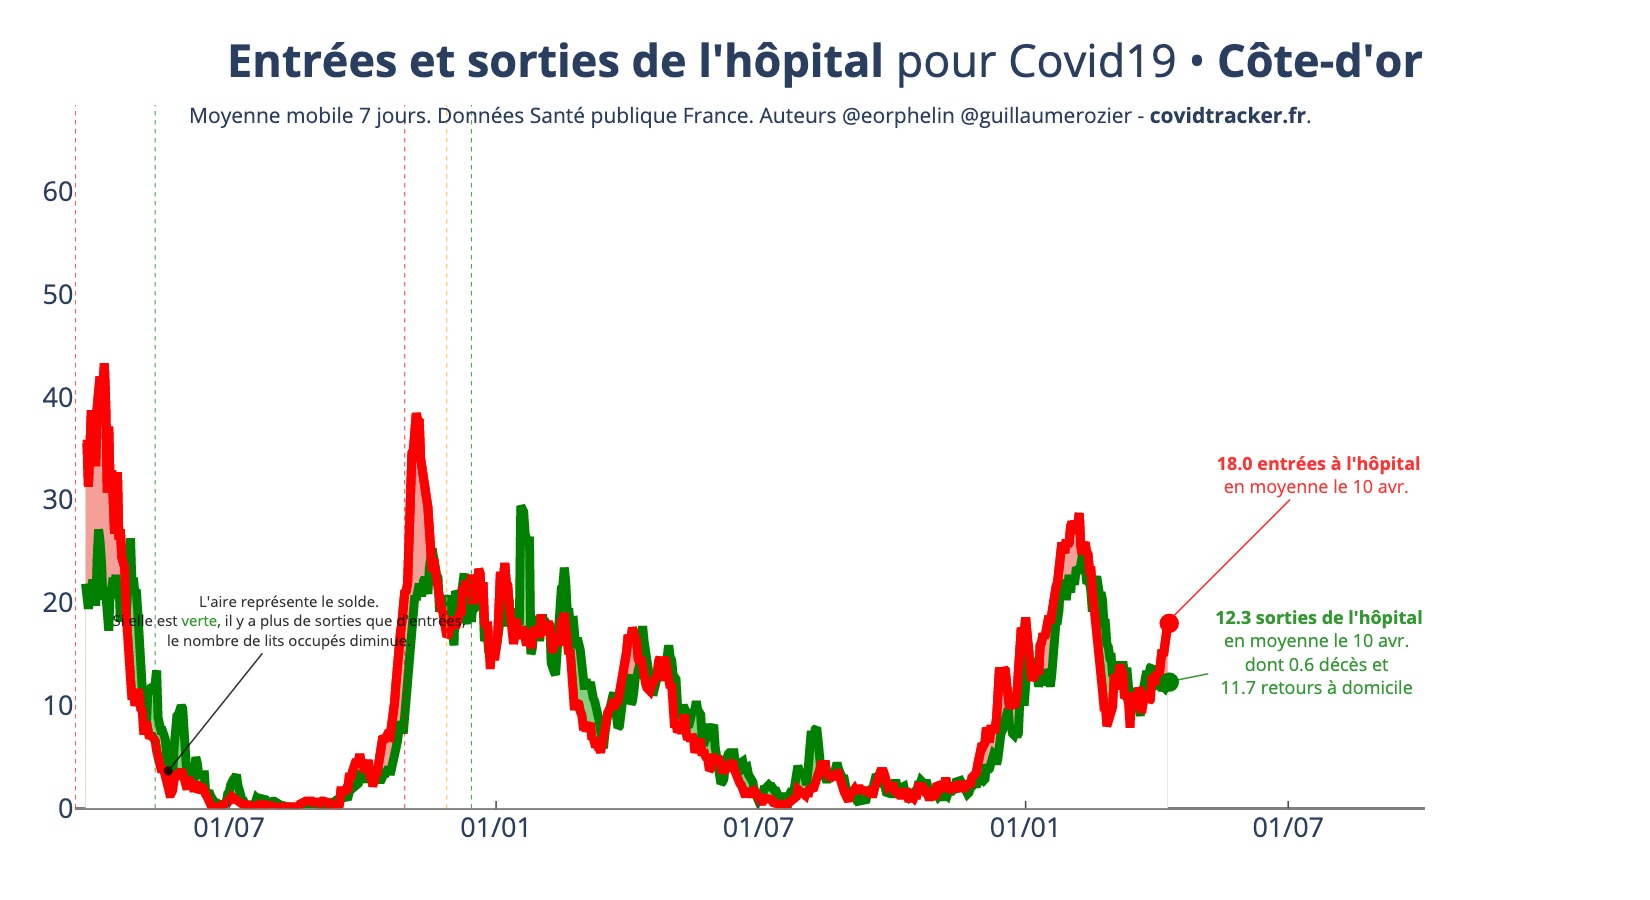 Entrées et sorties de l'hôpital pour Covid19 • Côte-d'or
Moyenne mobile 7 jours. Données Santé publique France. Auteurs @eorphelin @guillaumerozier - covidtracker.fr.
60
50
40
30
20
10
0
L'aire représente le solde.
Si elle est verte, il y a plus de sorties que d'entrées,
le nombre de lits occupés diminue.
18.0 entrées à l'hôpital
en moyenne le 10 avr.
12.3 sorties de l'hôpital
en moyenne le 10 avr.
dont 0.6 décès et
11.7 retours à domicile
01/07
01/01
01/07
01/01
01/07